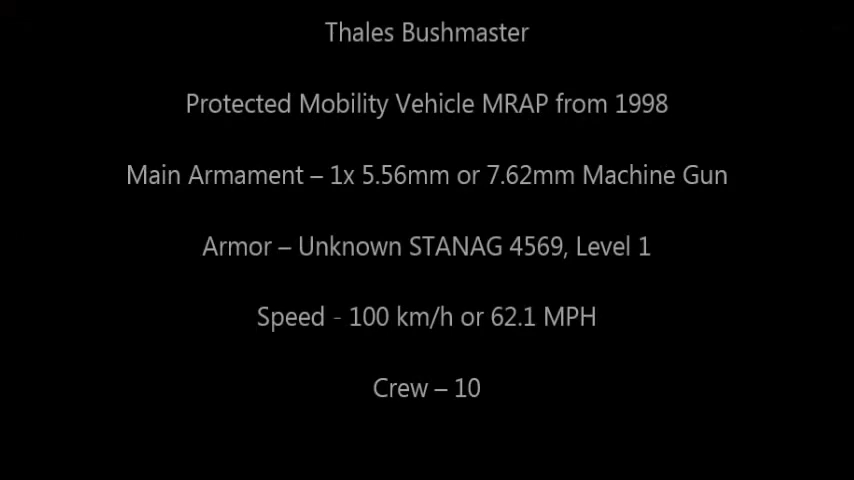 Thales Bushmaster
Protected Mobility Vehicle MRAP from 1998
Main Armament – 1x 5.56mm or 7.62mm Machine Gun
Armor – Unknown STANAG 4569, Level 1
Speed - 100 km/h or 62.1 MPH
Crew – 10